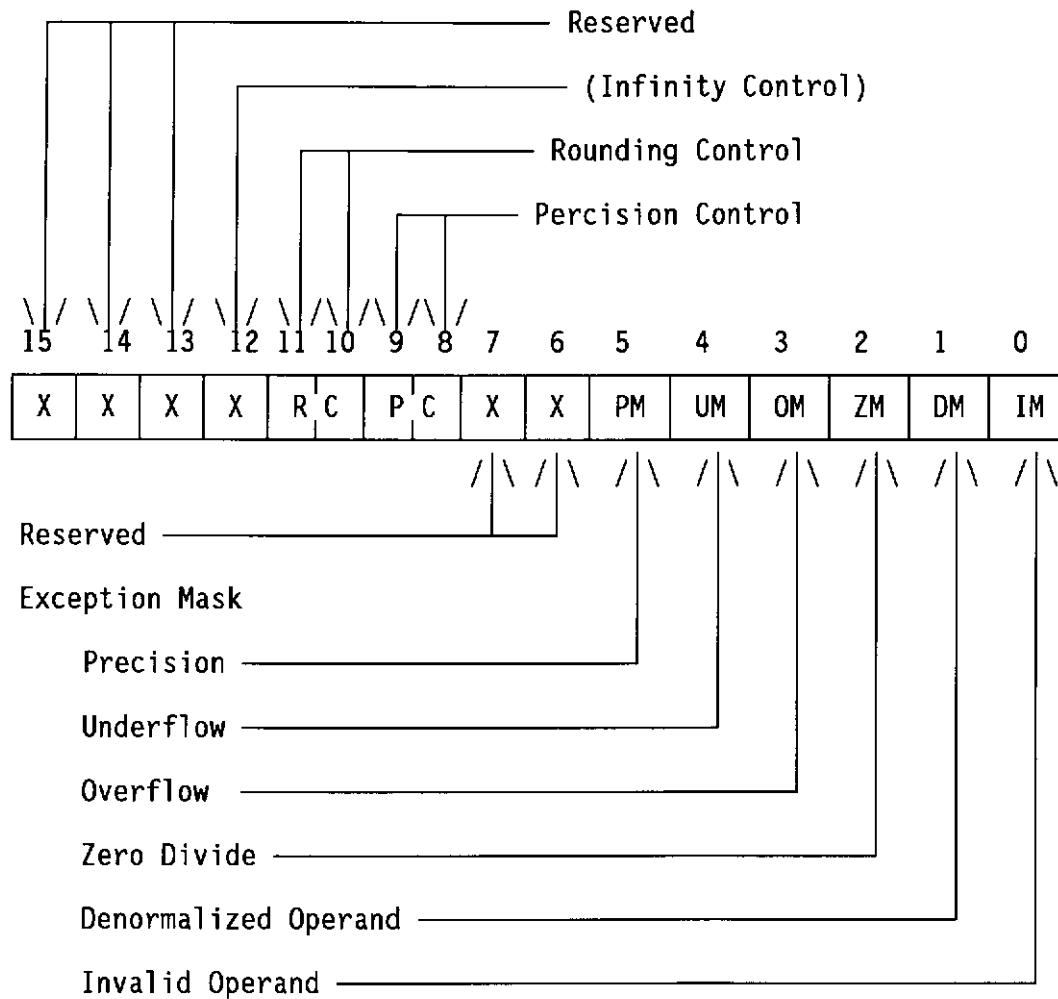 Reserved
(Infinity Control)
Rounding Control
Percision Control
15 14 13 12 11 10 9 8 7 6 5 4 3 2 1 0
X X X X R C P C X X PM UM OM ZM DM IM
Reserved
Exception Mask
Precision
Underflow
Overflow
Zero Divide
Denormalized Operand
Invalid Operand